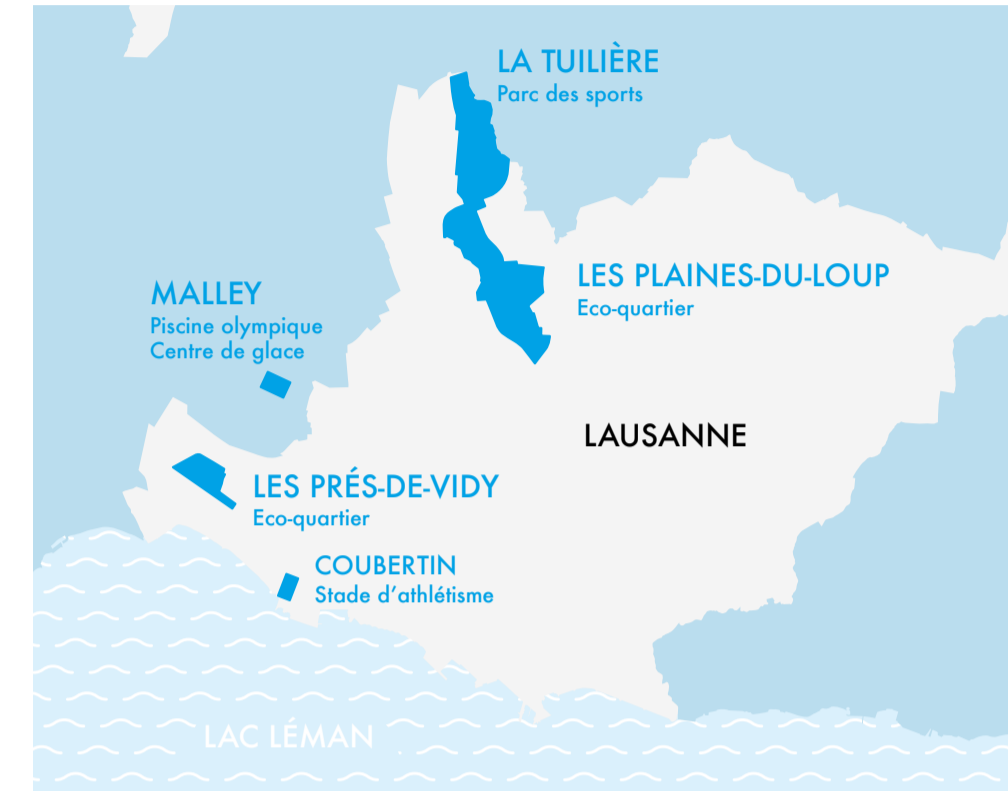 LA TUILIÈRE
Parc des sports
LES PLAINES-DU-LOUP
Eco-quartier
MALLEY
Piscine olympique
Centre de glace
LAUSANNE
LES PRÉS-DE-VIDY
Eco-quartier
COUBERTIN
Stade d’athlétisme
LAC LÉMAN